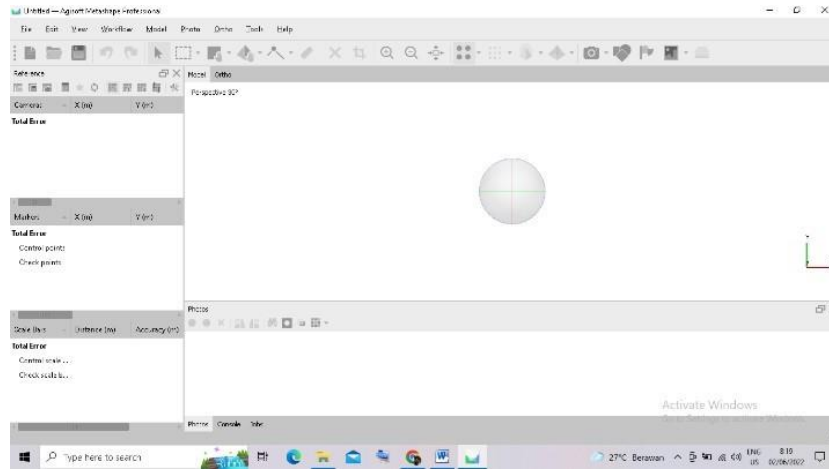 Untitled — Agisoft Metashape Professional
File Edit View Workflow Model Photo Ortho Tools Help
Reference
Cameras X (m) Y (m)
Total Error
Markers X (m) Y (m)
Total Error
Control points
Check points
Scale Bars Distance (m) Accuracy (m)
Total Error
Control scale ...
Check scale b...
Model Ortho
Perspective 30°
Photos
Photos Console Jobs
Activate Windows
Type here to search
27°C Berawan
ENG
US
8:19
02/06/2022